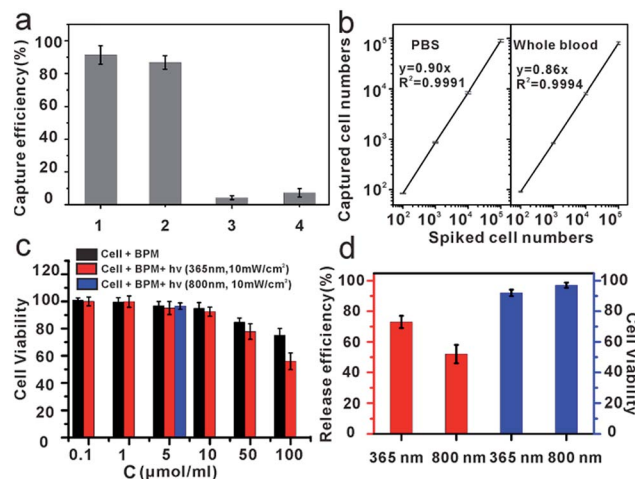 a
Capture efficiency(%)
100
80
60
40
20
0
1 2 3 4
b
Captured cell numbers
10⁵
10⁴
10³
10²
PBS
y=0.90x
R²=0.9991
Whole blood
y=0.86x
R²=0.9994
10² 10³ 10⁴ 10⁵ 10² 10³ 10⁴ 10⁵
Spiked cell numbers
c
Cell + BPM
Cell + BPM+ hv (365nm,10mW/cm²)
Cell + BPM+ hv (800nm, 10mW/cm²)
Cell Viability
120
100
80
60
40
20
0
0.1 1 5 10 50 100
C (μmol/ml)
d
Release efficiency(%)
100
80
60
40
20
0
365 nm 800 nm 365 nm 800 nm
100
80
60
40
20
0
Cell Viability